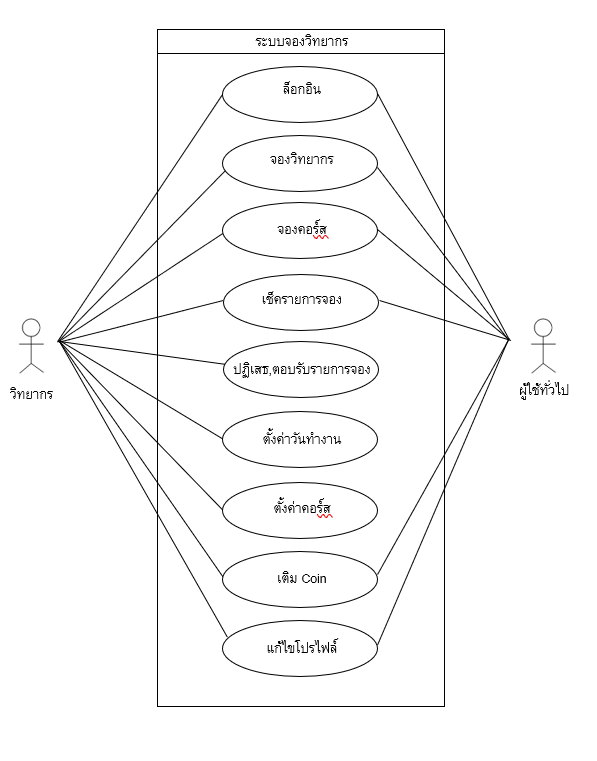 ระบบจองวิทยากร
ล็อกอิน
จองวิทยากร
จองคอร์ส
เช็ครายการจอง
ปฏิเสธ,ตอบรับรายการจอง
วิทยากร
ผู้ใช้ทั่วไป
ตั้งค่าวันทำงาน
ตั้งค่าคอร์ส
เติม Coin
แก้ไขโปรไฟล์